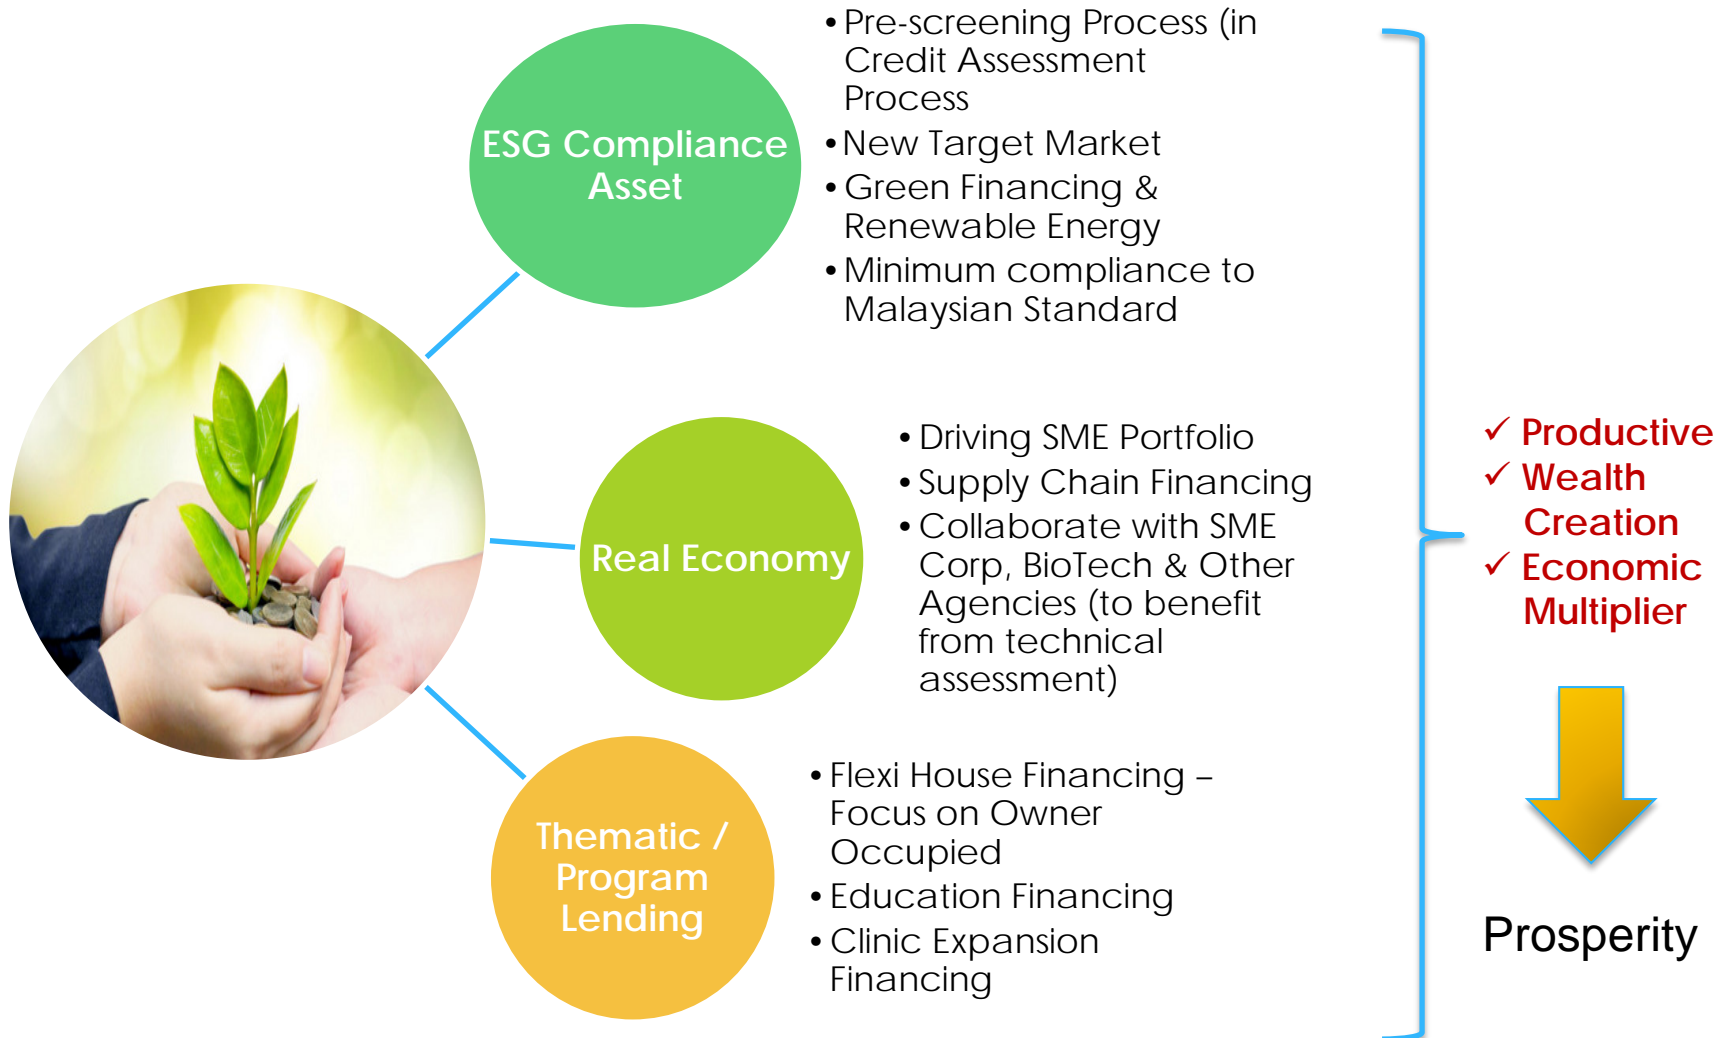 ESG Compliance
Asset
• Pre-screening Process (in
Credit Assessment
Process
• New Target Market
• Green Financing &
Renewable Energy
• Minimum compliance to
Malaysian Standard
Real Economy
• Driving SME Portfolio
• Supply Chain Financing
• Collaborate with SME
Corp, BioTech & Other
Agencies (to benefit
from technical
assessment)
Thematic /
Program
Lending
• Flexi House Financing –
Focus on Owner
Occupied
• Education Financing
• Clinic Expansion
Financing
✓ Productive
✓ Wealth
Creation
✓ Economic
Multiplier
Prosperity